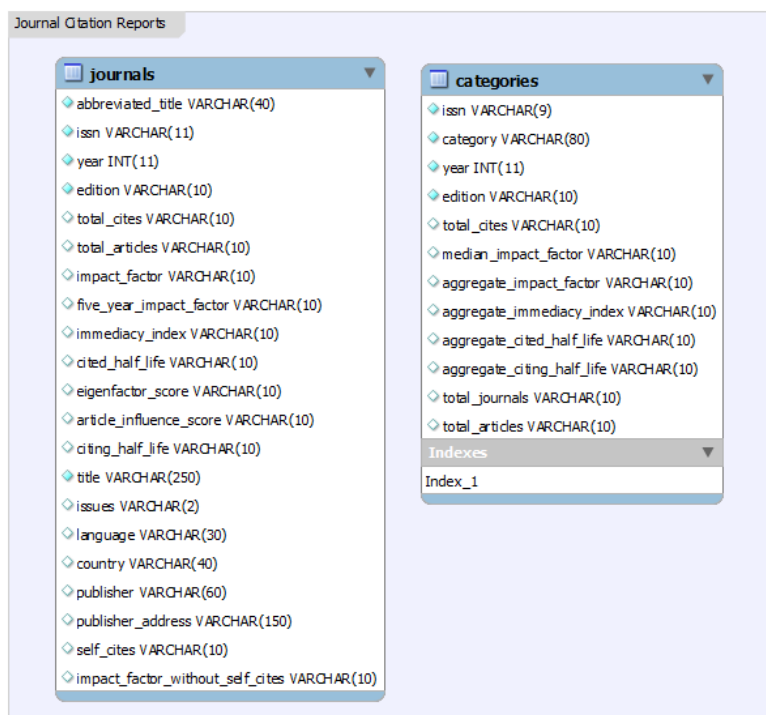 Journal Citation Reports
journals
abbreviated_title VARCHAR(40)
issn VARCHAR(11)
year INT(11)
edition VARCHAR(10)
total_cites VARCHAR(10)
total_articles VARCHAR(10)
impact_factor VARCHAR(10)
five_year_impact_factor VARCHAR(10)
immediacy_index VARCHAR(10)
cited_half_life VARCHAR(10)
eigenfactor_score VARCHAR(10)
article_influence_score VARCHAR(10)
citing_half_life VARCHAR(10)
title VARCHAR(250)
issues VARCHAR(2)
language VARCHAR(30)
country VARCHAR(40)
publisher VARCHAR(60)
publisher_address VARCHAR(150)
self_cites VARCHAR(10)
impact_factor_without_self_cites VARCHAR(10)
categories
issn VARCHAR(9)
category VARCHAR(80)
year INT(11)
edition VARCHAR(10)
total_cites VARCHAR(10)
median_impact_factor VARCHAR(10)
aggregate_impact_factor VARCHAR(10)
aggregate_immediacy_index VARCHAR(10)
aggregate_cited_half_life VARCHAR(10)
aggregate_citing_half_life VARCHAR(10)
total_journals VARCHAR(10)
total_articles VARCHAR(10)
Indexes
Index_1